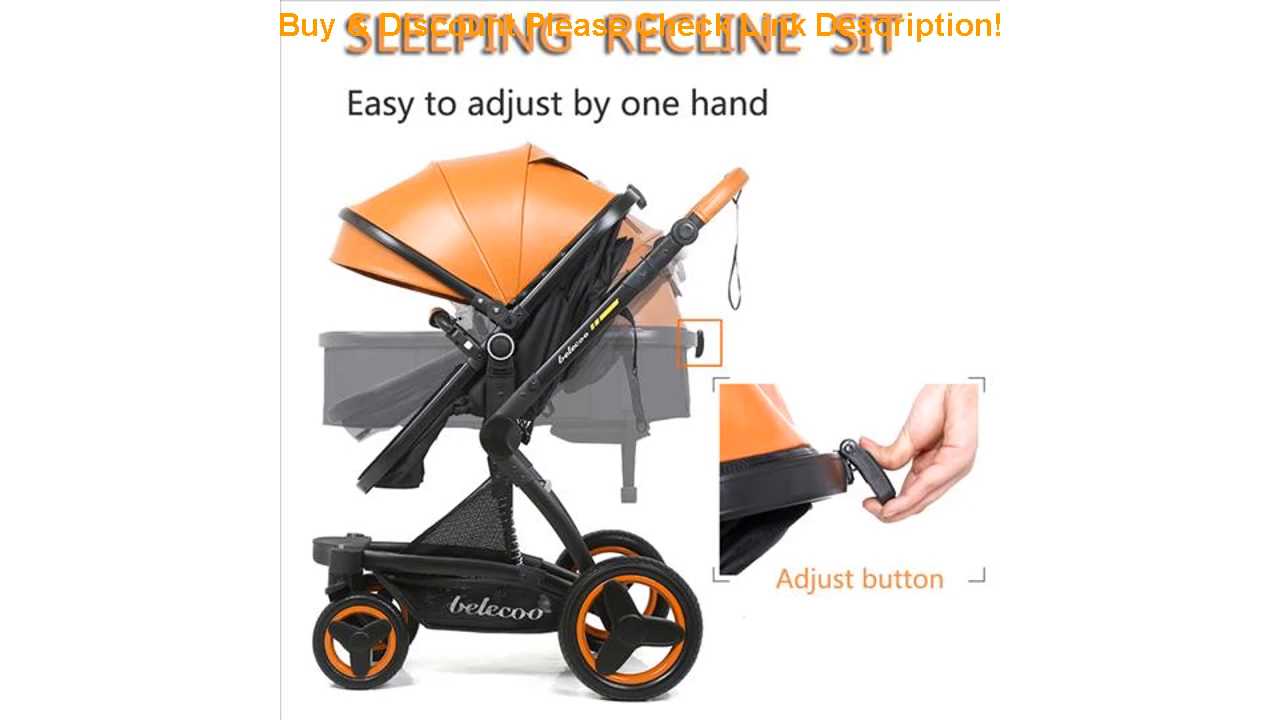 Buy & Discount Please Check Link Description!
SLEEPING RECLINE SIT
Easy to adjust by one hand
belecoo
Adjust button
belecoo